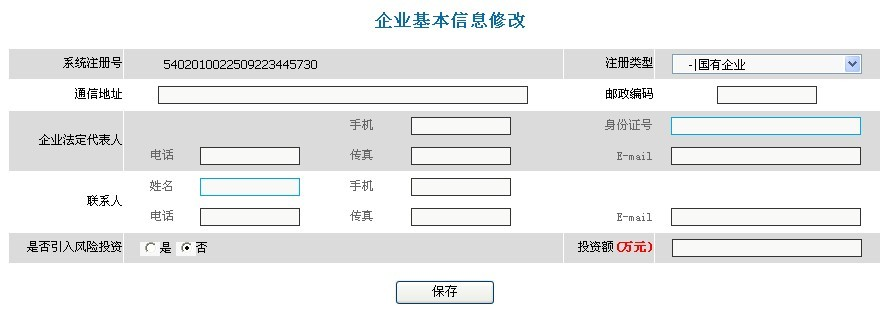 企业基本信息修改
系统注册号 5402010022509223445730 注册类型 -|国有企业
通信地址 邮政编码
企业法定代表人 手机 身份证号
电话 传真 E-mail
联系人 姓名 手机
电话 传真 E-mail
是否引入风险投资 是 否 投资额(万元)
保存